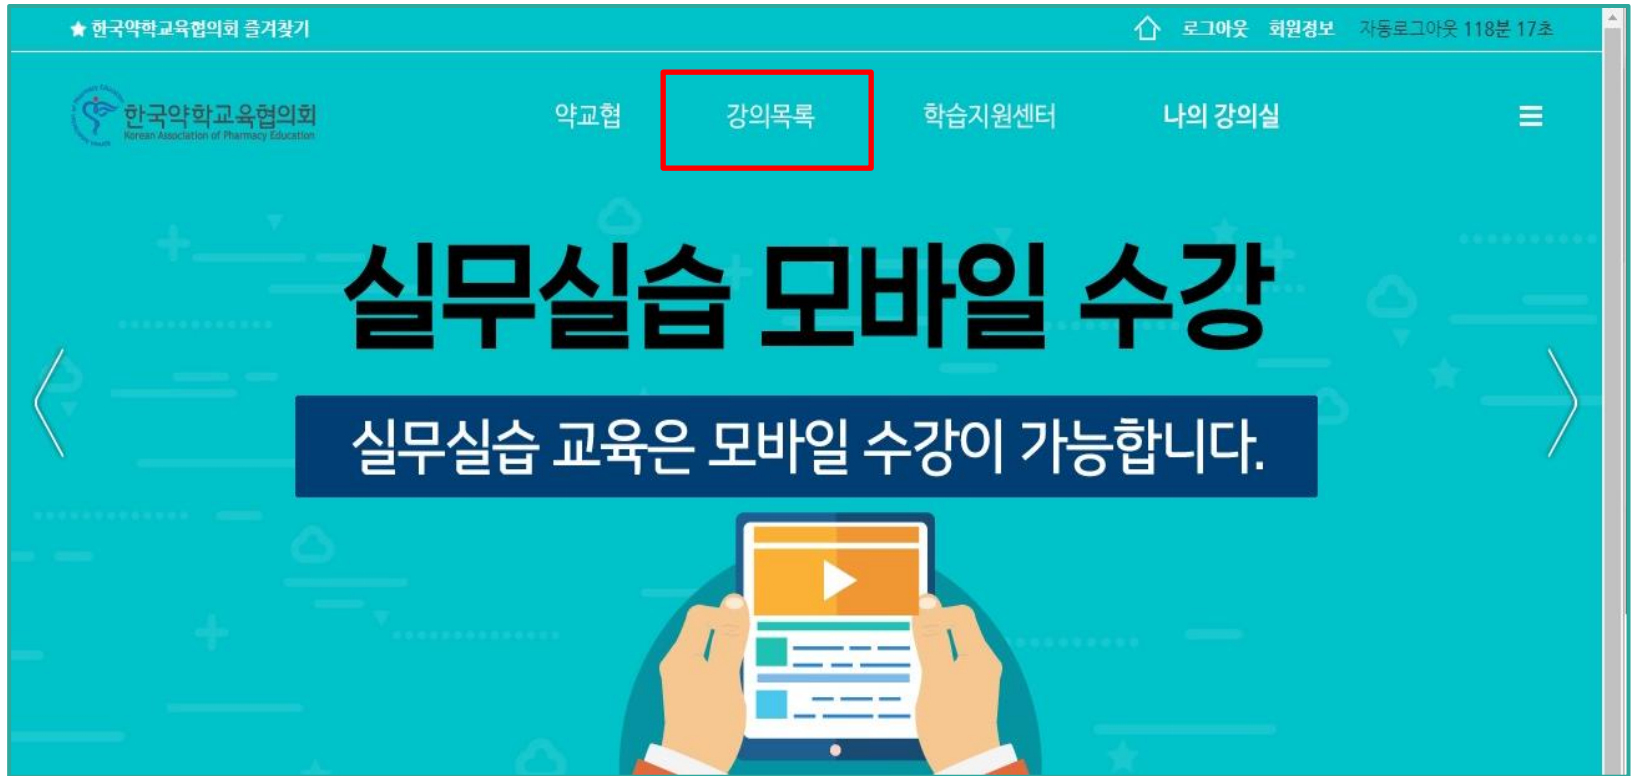 ★ 한국약학교육협의회 즐겨찾기
로그아웃 회원정보 자동로그아웃 118분 17초
한국약학교육협의회
Korean Association of Pharmacy Education
약교협 강의목록 학습지원센터 나의 강의실
실무실습 모바일 수강
실무실습 교육은 모바일 수강이 가능합니다.